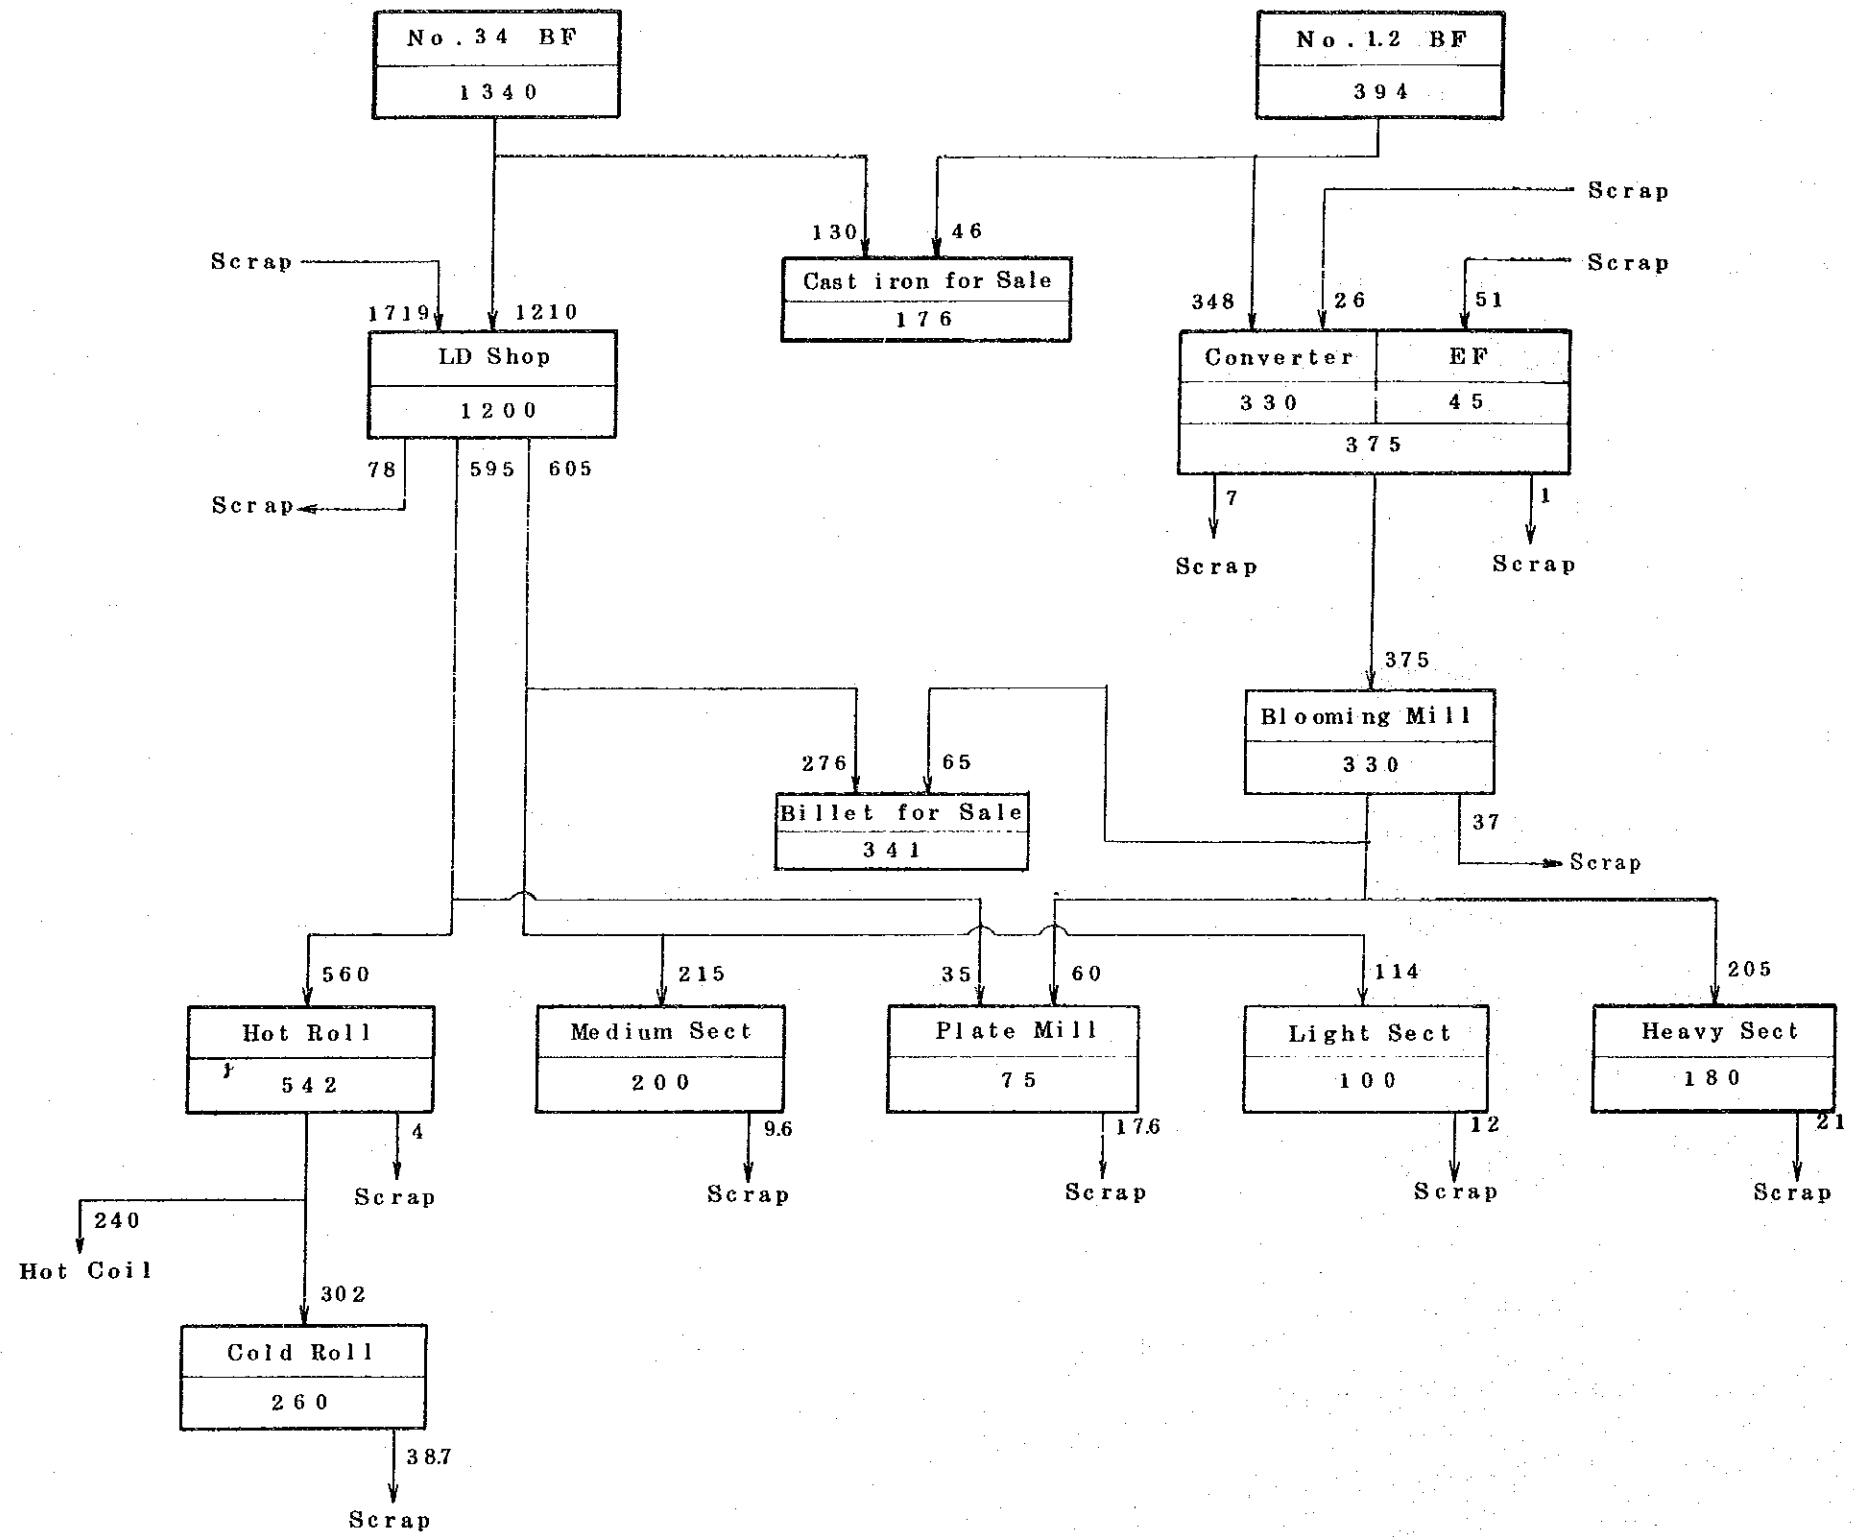 No.34 BF
1340
No.1.2 BF
394
Scrap
130
46
Scrap
Scrap
Cast iron for Sale
176
1719
1210
348
26
51
LD Shop
1200
Converter
EF
330
45
375
78
595
605
Scrap
7
1
Scrap
Scrap
375
Blooming Mill
330
276
65
Billet for Sale
341
37
Scrap
560
215
35
60
114
205
Hot Roll
542
Medium Sect
200
Plate Mill
75
Light Sect
100
Heavy Sect
180
4
9.6
17.6
12
21
Scrap
Scrap
Scrap
Scrap
Scrap
240
Hot Coil
302
Cold Roll
260
38.7
Scrap